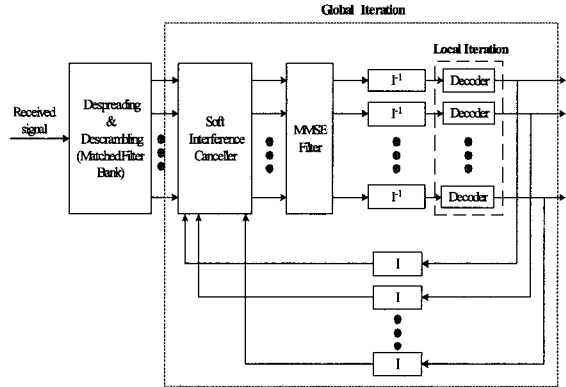 Global Iteration
Local Iteration
Received
signal
Despreading
&
Descrambling
(Matched Filter
Bank)
Soft
Interference
Canceller
MMSE
Filter
I⁻¹
Decoder
I⁻¹
Decoder
I⁻¹
Decoder
I
I
I